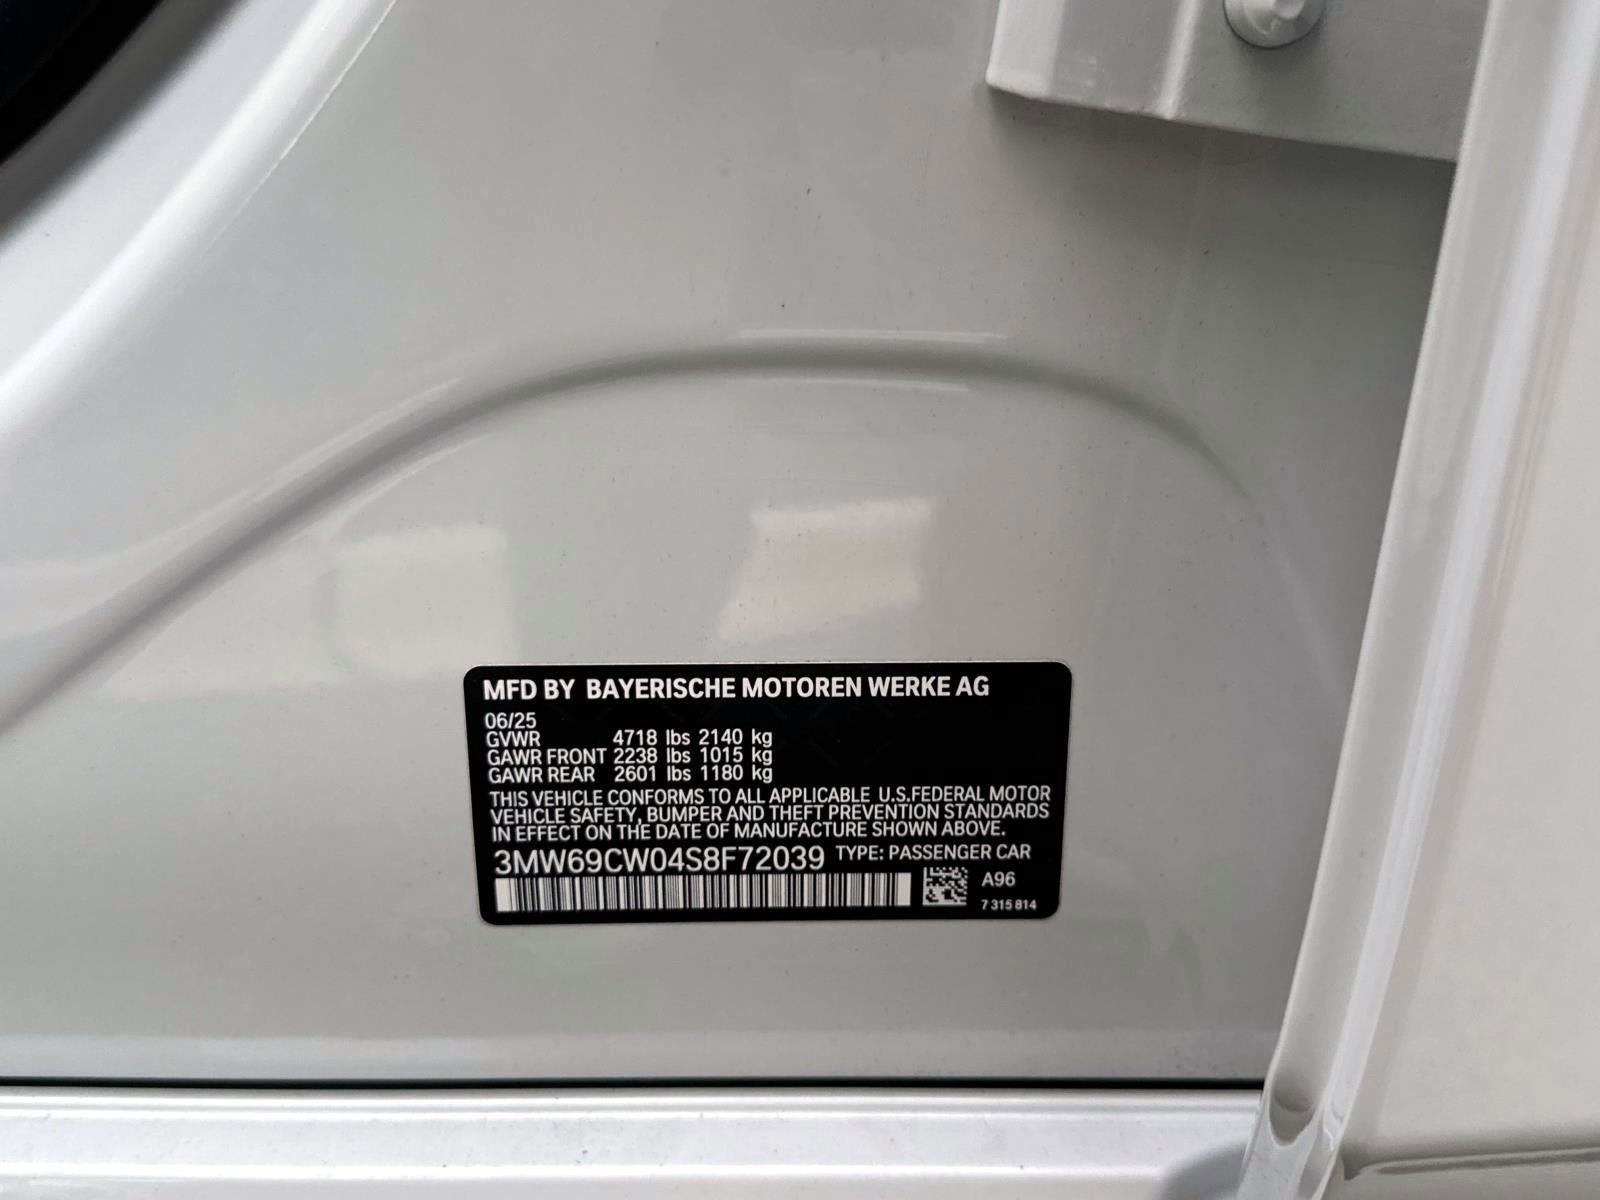 MFD BY BAYERISCHE MOTOREN WERKE AG
06/25
GVWR 4718 lbs 2140 kg
GAWR FRONT 2238 lbs 1015 kg
GAWR REAR 2601 lbs 1180 kg
THIS VEHICLE CONFORMS TO ALL APPLICABLE U.S.FEDERAL MOTOR
VEHICLE SAFETY, BUMPER AND THEFT PREVENTION STANDARDS
IN EFFECT ON THE DATE OF MANUFACTURE SHOWN ABOVE.
3MW69CW04S8F72039 TYPE: PASSENGER CAR
A96
7 315 814